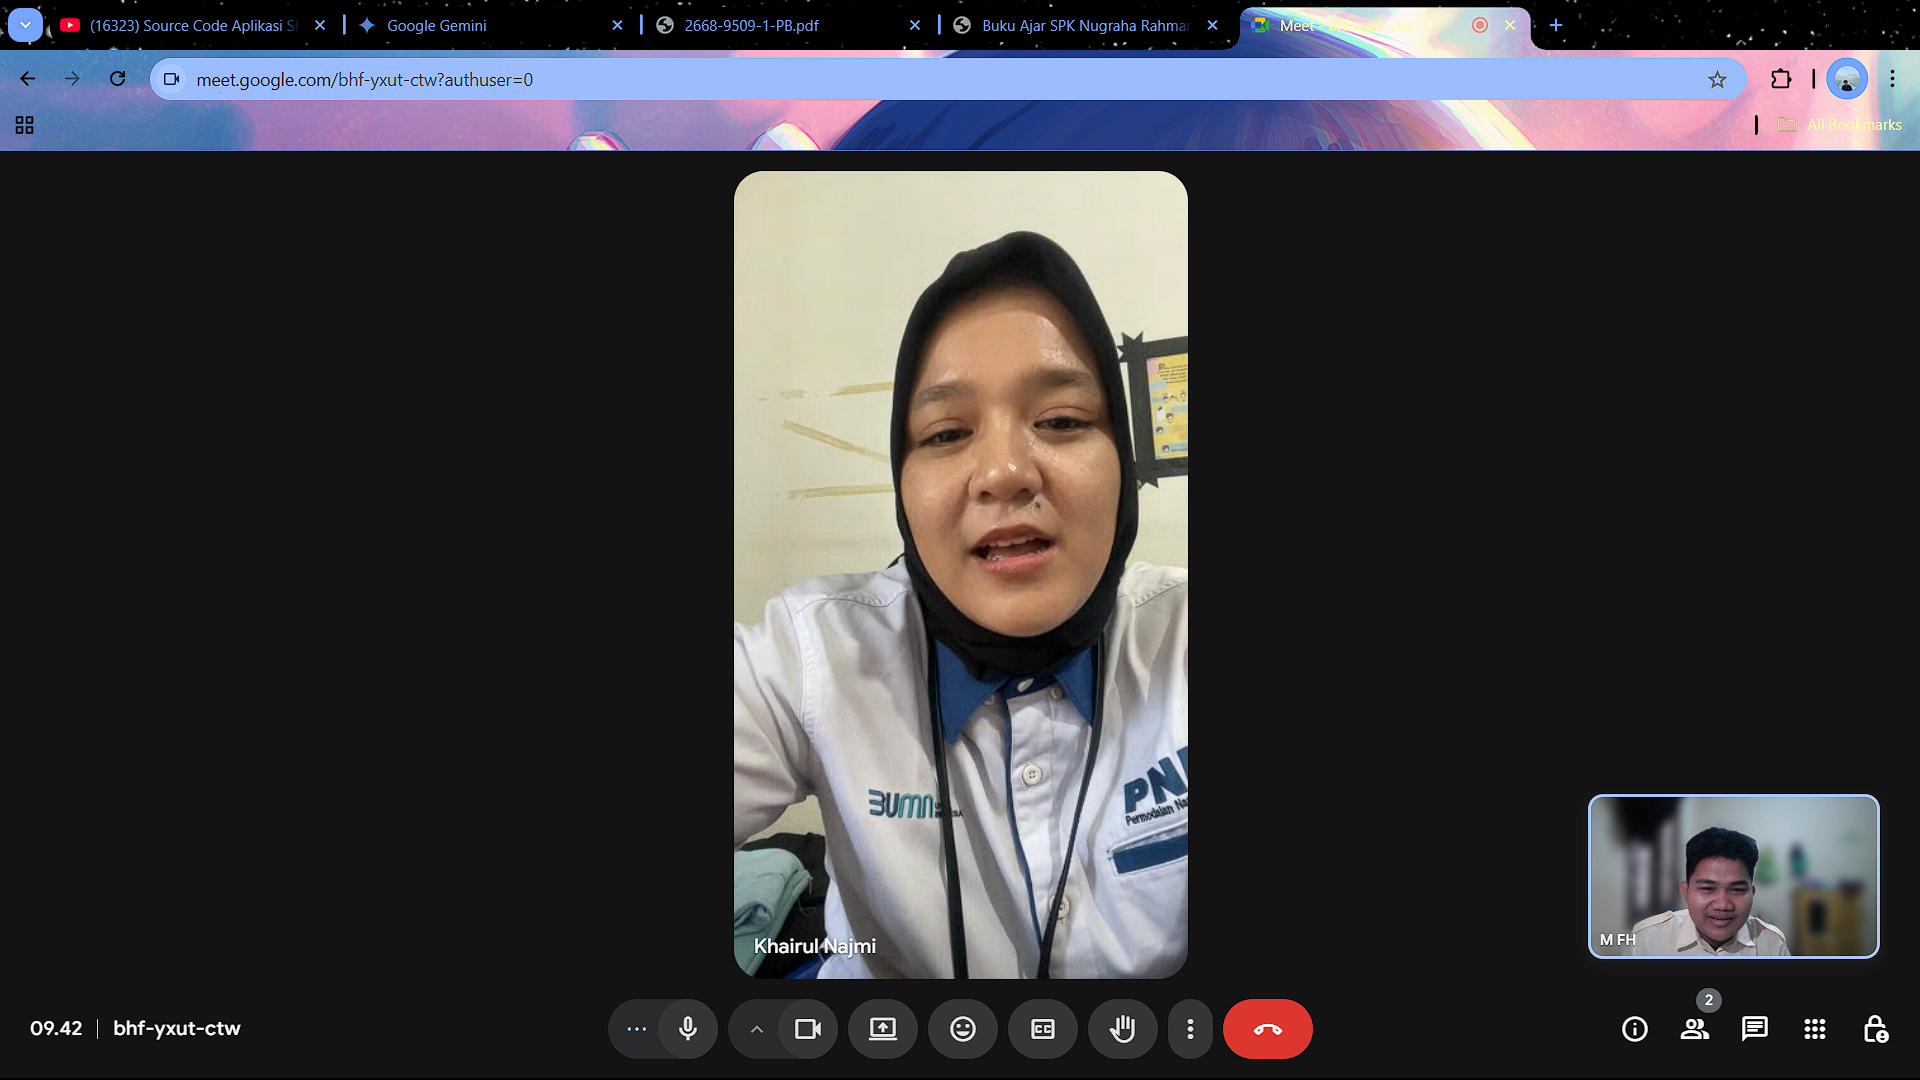 (16323) Source Code Aplikasi S
Google Gemini
2668-9509-1-PB.pdf
Buku Ajar SPK Nugraha Rahmar
Meet -
meet.google.com/bhf-yxut-ctw?authuser=0
All Bookmarks
BUMN
PN
Permodalan Na
Khairul Najmi
M FH
09.42
bhf-yxut-ctw
CC
2